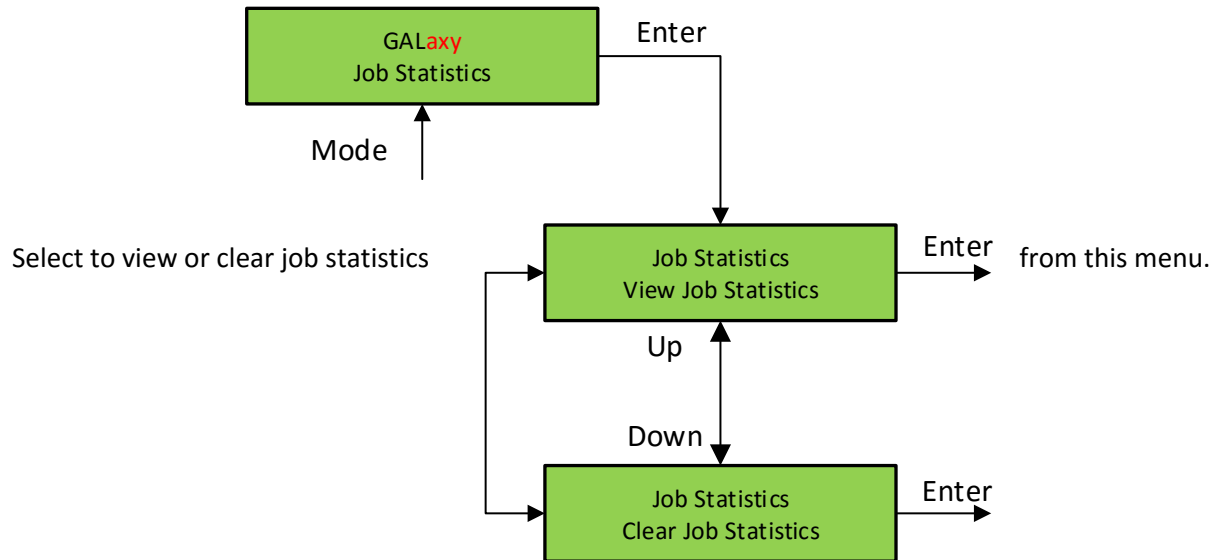 GALaxy
Job Statistics
Enter
Mode
Select to view or clear job statistics
Job Statistics
View Job Statistics
Enter
from this menu.
Up
Down
Job Statistics
Clear Job Statistics
Enter